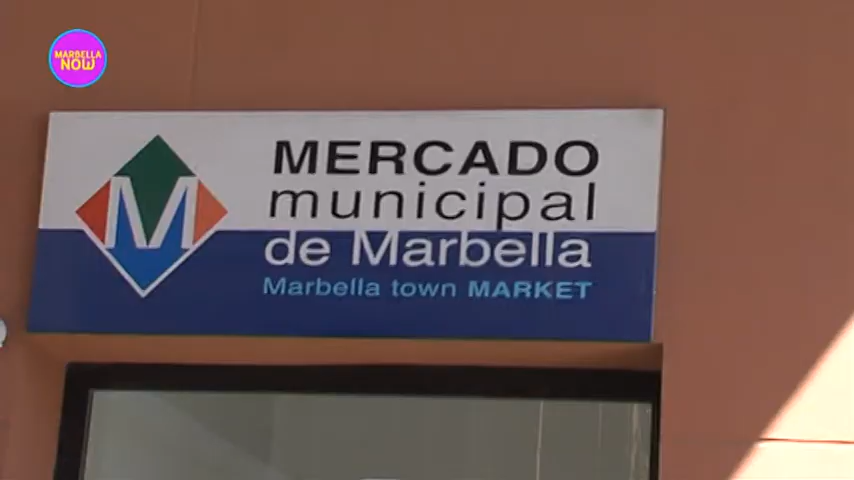 MARBELLA
NOW
MERCADO
municipal
de Marbella
Marbella town MARKET
M